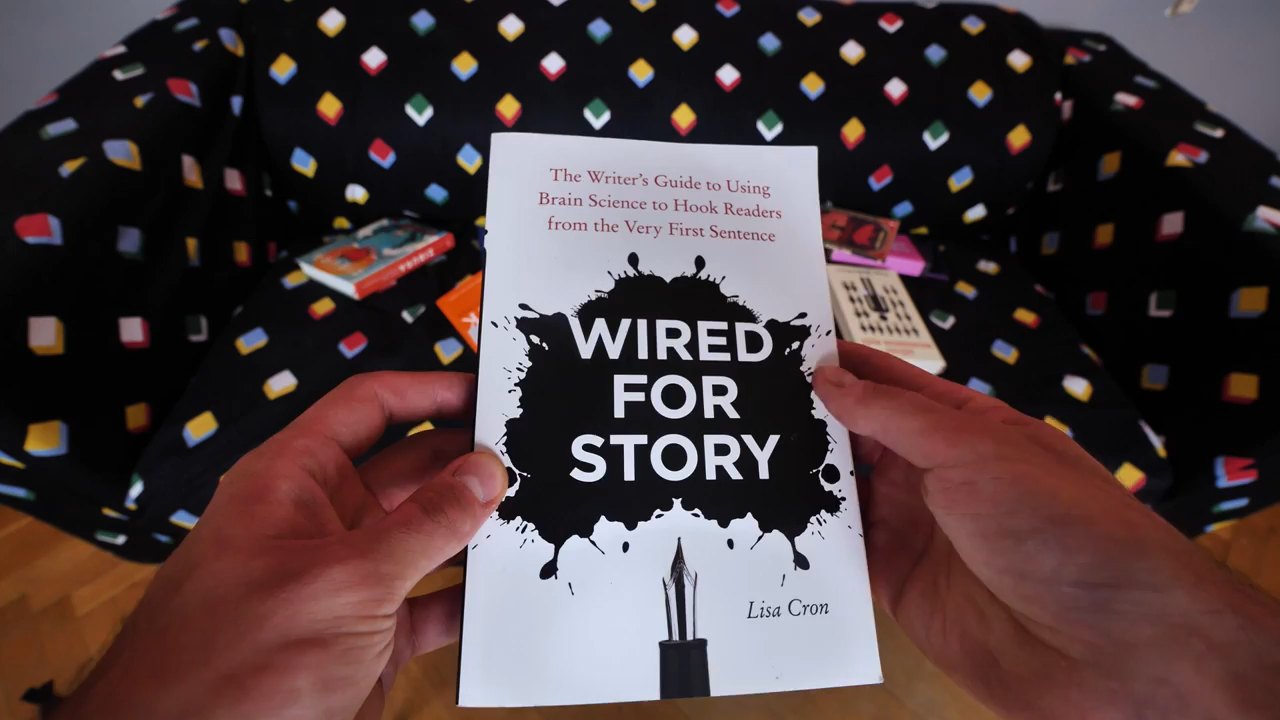 The Writer's Guide to Using
Brain Science to Hook Readers
from the Very First Sentence
WIRED
FOR
STORY
Lisa Cron